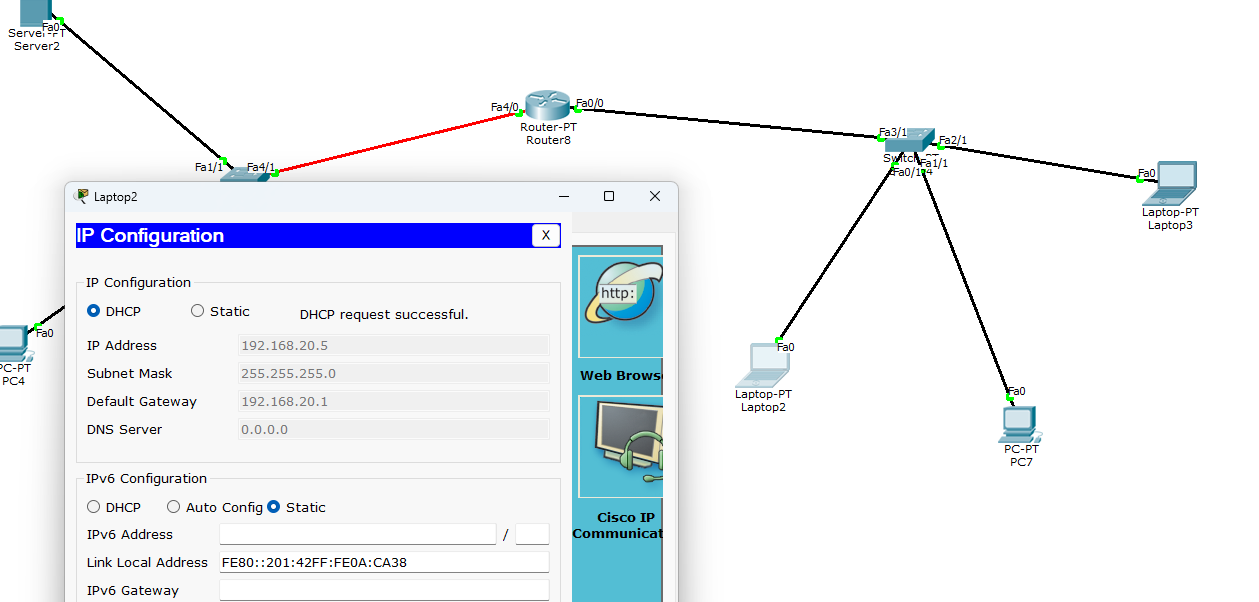 Fa0
Server-PT
Server2
Fa4/0
Fa0/0
Router-PT
Router8
Fa3/1
Fa2/1
Fa1/1
Fa0/1
Fa1/1
Fa4/1
Fa0
Laptop-PT
Laptop3
Laptop2
IP Configuration
X
IP Configuration
DHCP
Static
DHCP request successful.
IP Address
192.168.20.5
Subnet Mask
255.255.255.0
Default Gateway
192.168.20.1
DNS Server
0.0.0.0
IPv6 Configuration
DHCP
Auto Config
Static
IPv6 Address
/
Link Local Address
FE80::201:42FF:FE0A:CA38
IPv6 Gateway
http:
Web Brows
Cisco IP
Communicat
Fa0
PC-PT
PC4
Fa0
Laptop-PT
Laptop2
Fa0
PC-PT
PC7